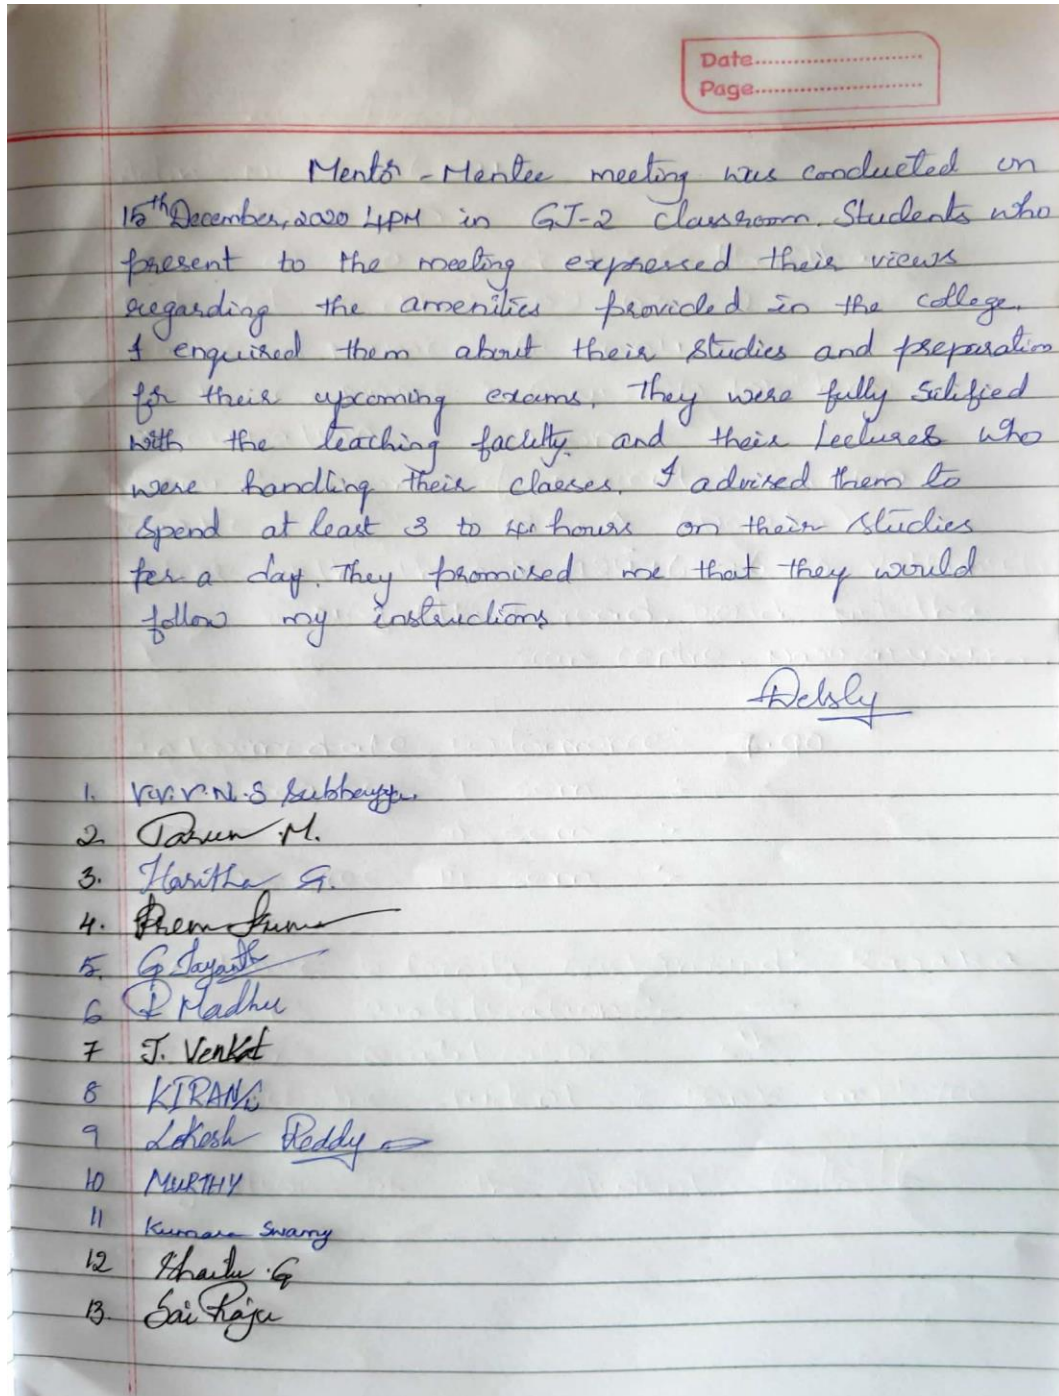 Date
Page
Mentor - Mentee meeting was conducted on
15th December, 2020 4PM in GJ-2 classroom. Students who
present to the meeting expressed their views
regarding the amenities provided in the college.
I enquired them about their studies and preparation
for their upcoming exams. They were fully
with the teaching faculty and their Lectures who
were handling their classes. I advised them to
spend at least 3 to 4 hours on their studies
per a day. They promised me that they would
follow my instructions
1. V.V.V.N.S Subbayya.
2. Tarun .M.
3. Haritha G.
4. Prem Kumar
5. G Jayanth
6 Madhu
7 J. Venkat
8 KIRAN
9 Lokesh Reddy
10 MURTHY
11 Kumara Swamy
12 .G
13. Sai Raju